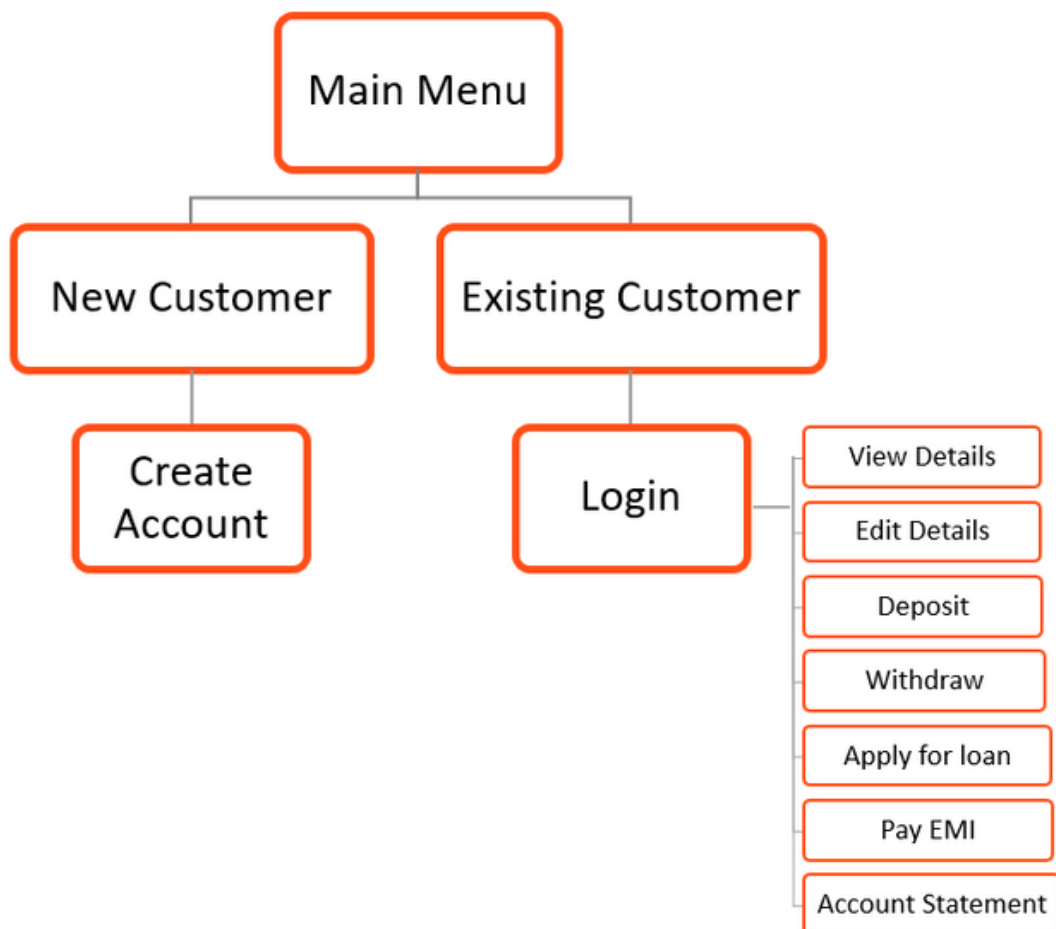 Main Menu
New Customer
Existing Customer
Create
Account
Login
View Details
Edit Details
Deposit
Withdraw
Apply for loan
Pay EMI
Account Statement